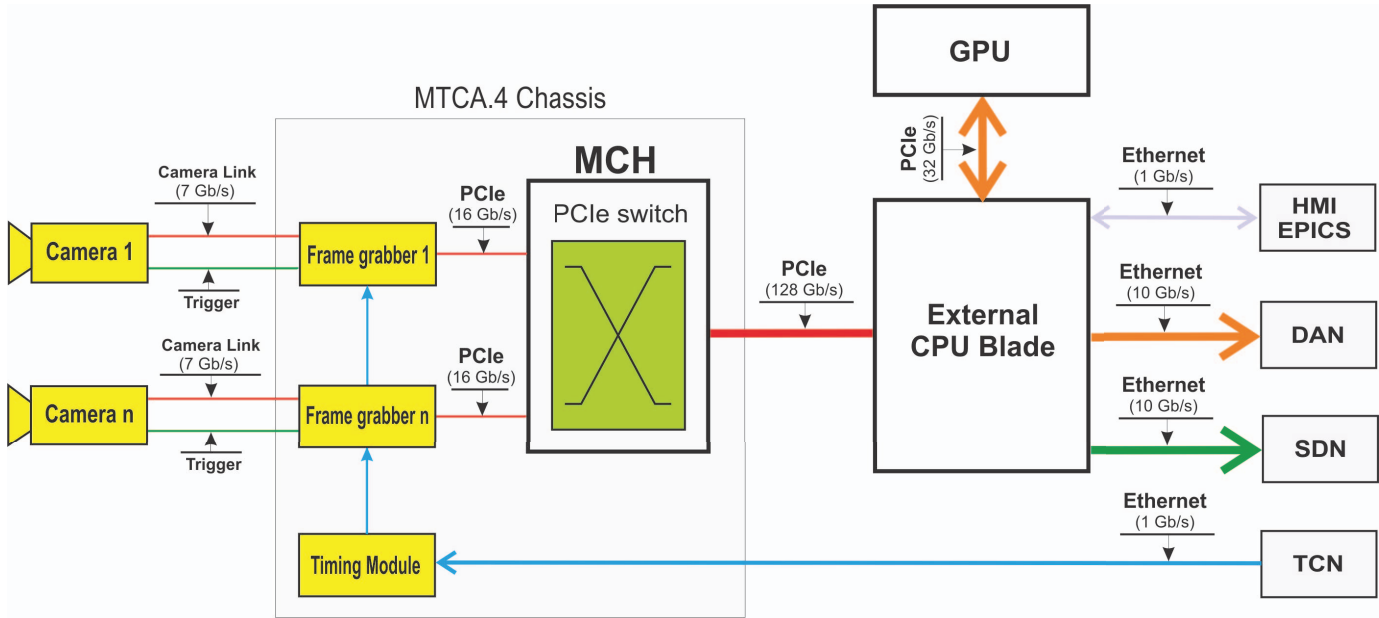 GPU
MTCA.4 Chassis
PCIe
(32 Gb/s)
MCH
PCIe switch
Camera Link
(7 Gb/s)
Camera 1
Trigger
Frame grabber 1
PCIe
(16 Gb/s)
Camera Link
(7 Gb/s)
Camera n
Trigger
Frame grabber n
PCIe
(16 Gb/s)
Timing Module
PCIe
(128 Gb/s)
External
CPU Blade
Ethernet
(1 Gb/s)
HMI
EPICS
Ethernet
(10 Gb/s)
DAN
Ethernet
(10 Gb/s)
SDN
Ethernet
(1 Gb/s)
TCN